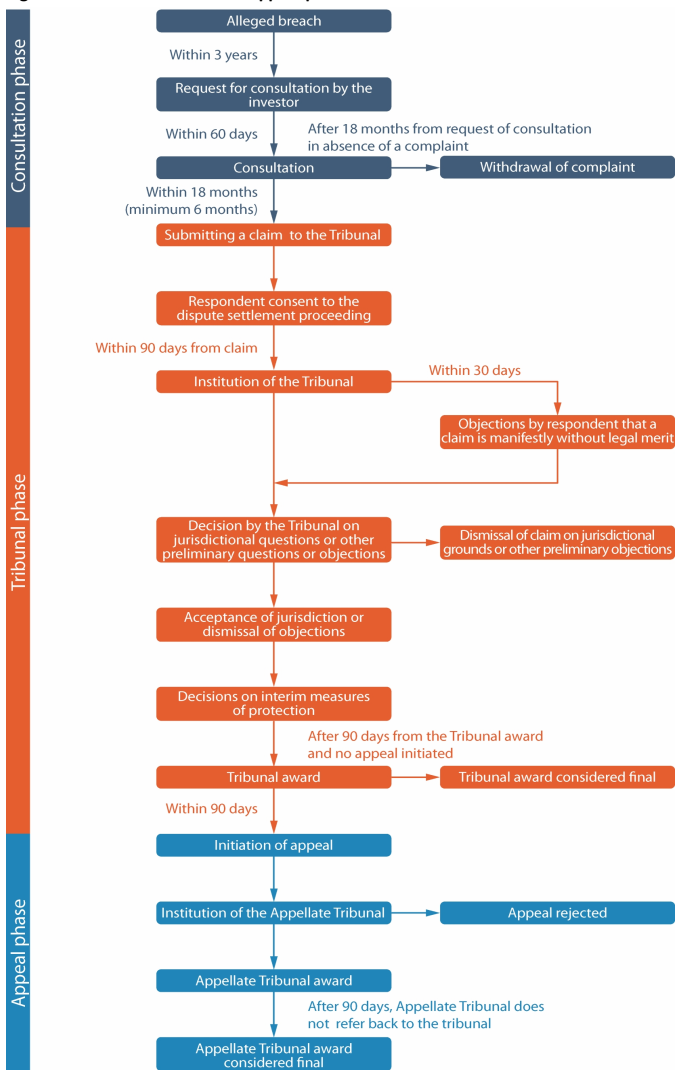 Consultation phase
Alleged breach
Within 3 years
Request for consultation by the
investor
Within 60 days
After 18 months from request of consultation
in absence of a complaint
Consultation
Withdrawal of complaint
Within 18 months
(minimum 6 months)
Tribunal phase
Submitting a claim to the Tribunal
Respondent consent to the
dispute settlement proceeding
Within 90 days from claim
Institution of the Tribunal
Within 30 days
Objections by respondent that a
claim is manifestly without legal merit
Decision by the Tribunal on
jurisdictional questions or other
preliminary questions or objections
Dismissal of claim on jurisdictional
grounds or other preliminary objections
Acceptance of jurisdiction or
dismissal of objections
Decisions on interim measures
of protection
After 90 days from the Tribunal award
and no appeal initiated
Tribunal award
Tribunal award considered final
Within 90 days
Appeal phase
Initiation of appeal
Institution of the Appellate Tribunal
Appeal rejected
Appellate Tribunal award
After 90 days, Appellate Tribunal does
not refer back to the tribunal
Appellate Tribunal award
considered final